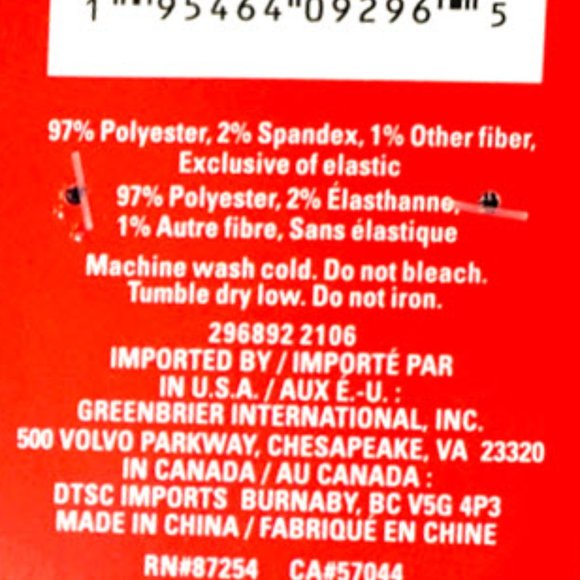 1 95464 09296 5
97% Polyester, 2% Spandex, 1% Other fiber,
Exclusive of elastic
97% Polyester, 2% Élasthanne,
1% Autre fibre, Sans élastique
Machine wash cold. Do not bleach.
Tumble dry low. Do not iron.
296892 2106
IMPORTED BY / IMPORTÉ PAR
IN U.S.A. / AUX É.-U. :
GREENBRIER INTERNATIONAL, INC.
500 VOLVO PARKWAY, CHESAPEAKE, VA 23320
IN CANADA / AU CANADA :
DTSC IMPORTS BURNABY, BC V5G 4P3
MADE IN CHINA / FABRIQUÉ EN CHINE
RN#87254 CA#57044